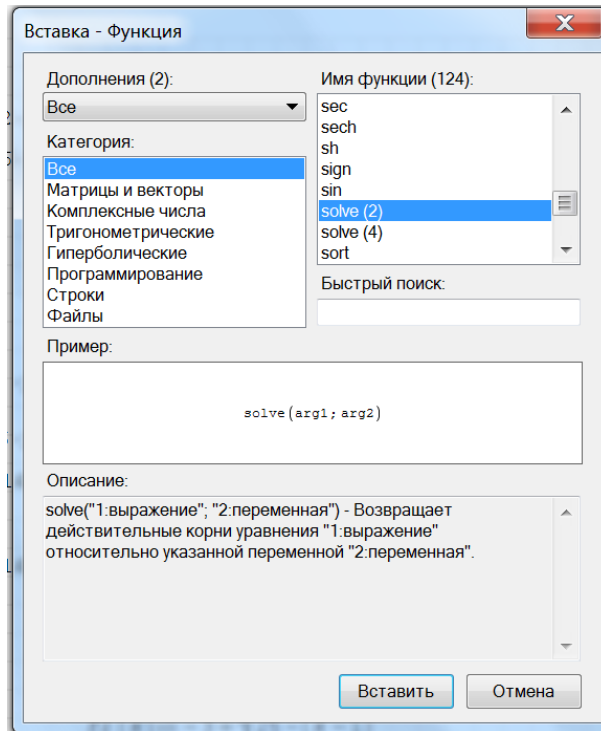 Вставка - Функция
Дополнения (2):
Все
Категория:
Все
Матрицы и векторы
Комплексные числа
Тригонометрические
Гиперболические
Программирование
Строки
Файлы
Имя функции (124):
sec
sech
sh
sign
sin
solve (2)
solve (4)
sort
Быстрый поиск:
Пример:
solve(arg1; arg2)
Описание:
solve("1:выражение"; "2:переменная") - Возвращает
действительные корни уравнения "1:выражение"
относительно указанной переменной "2:переменная".
Вставить
Отмена